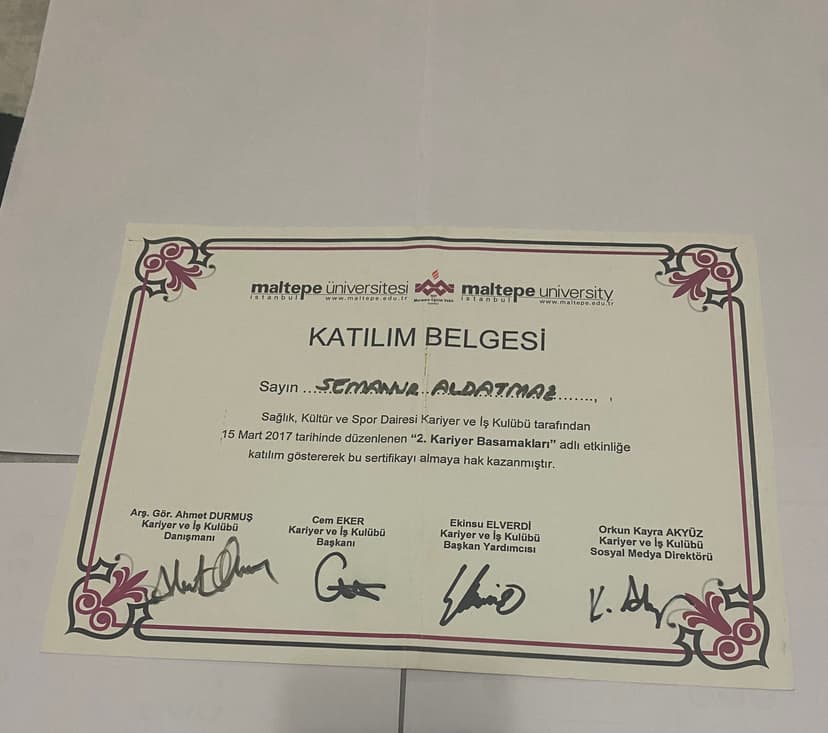 maltepe üniversitesi maltepe university
istanbul www.maltepe.edu.tr istanbul www.maltepe.edu.tr
KATILIM BELGESİ
Sayın ...SEMANUR ALDATMAZ.......,
Sağlık, Kültür ve Spor Dairesi Kariyer ve İş Kulübü tarafından
15 Mart 2017 tarihinde düzenlenen “2. Kariyer Basamakları” adlı etkinliğe
katılım göstererek bu sertifikayı almaya hak kazanmıştır.
Arş. Gör. Ahmet DURMUŞ
Kariyer ve İş Kulübü
Danışmanı
Cem EKER
Kariyer ve İş Kulübü
Başkanı
Ekinsu ELVERDİ
Kariyer ve İş Kulübü
Başkan Yardımcısı
Orkun Kayra AKYÜZ
Kariyer ve İş Kulübü
Sosyal Medya Direktörü